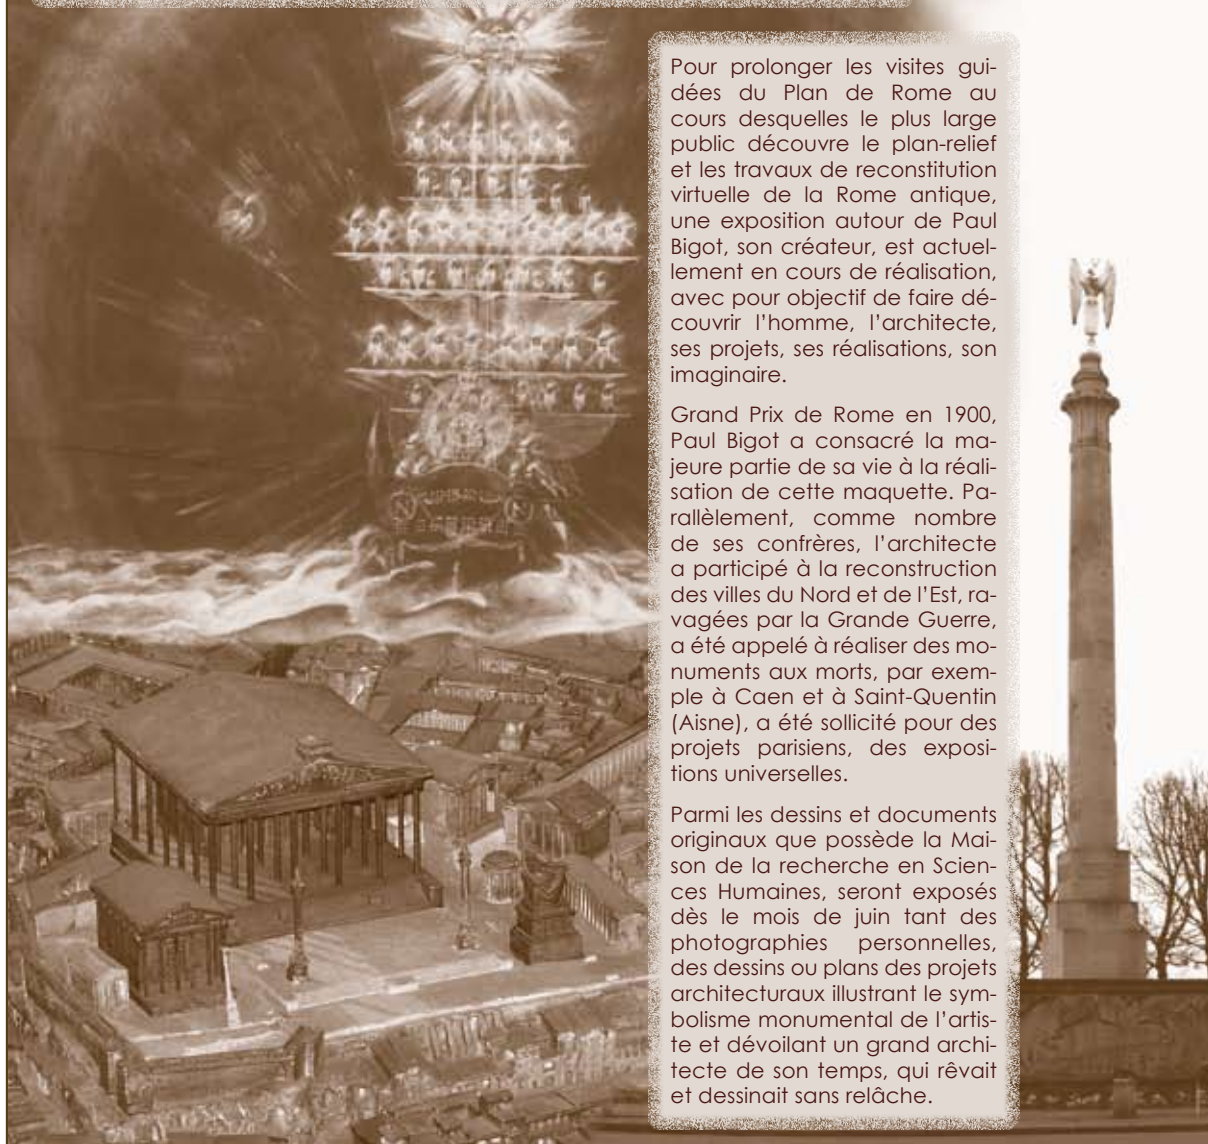 Pour prolonger les visites gui-
dées du Plan de Rome au
cours desquelles le plus large
public découvre le plan-relief
et les travaux de reconstitution
virtuelle de la Rome antique,
une exposition autour de Paul
Bigot, son créateur, est actuel-
lement en cours de réalisation,
avec pour objectif de faire dé-
couvrir l’homme, l’architecte,
ses projets, ses réalisations, son
imaginaire.
Grand Prix de Rome en 1900,
Paul Bigot a consacré la ma-
jeure partie de sa vie à la réali-
sation de cette maquette. Pa-
rallèlement, comme nombre
de ses confrères, l’architecte
a participé à la reconstruction
des villes du Nord et de l’Est, ra-
vagées par la Grande Guerre,
a été appelé à réaliser des mo-
numents aux morts, par exem-
ple à Caen et à Saint-Quentin
(Aisne), a été sollicité pour des
projets parisiens, des exposi-
tions universelles.
Parmi les dessins et documents
originaux que possède la Mai-
son de la recherche en Scien-
ces Humaines, seront exposés
dès le mois de juin tant des
photographies personnelles,
des dessins ou plans des projets
architecturaux illustrant le sym-
bolisme monumental de l’artis-
te et dévoilant un grand archi-
tecte de son temps, qui rêvait
et dessinait sans relâche.